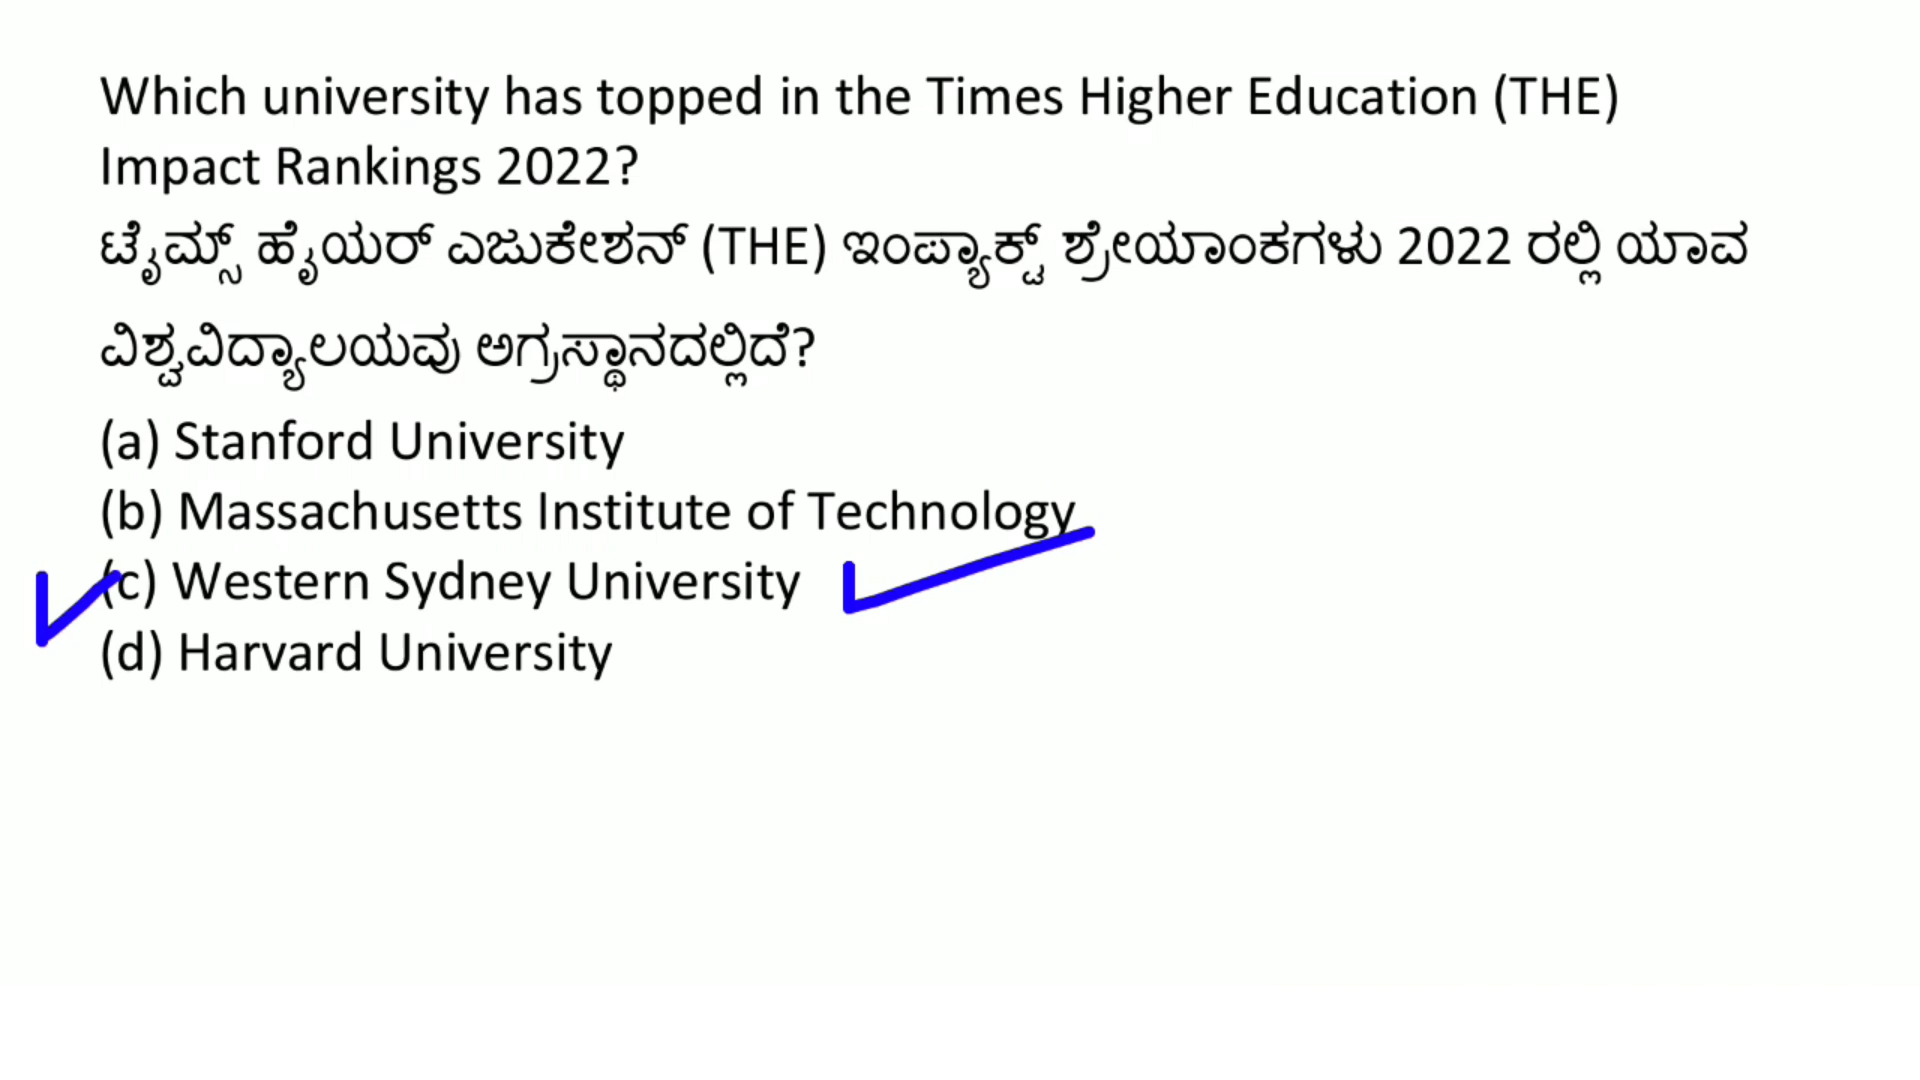 Which university has topped in the Times Higher Education (THE)
Impact Rankings 2022?
ಟೈಮ್ಸ್ ಹೈಯರ್ ಎಜುಕೇಶನ್ (THE) ಇಂಪ್ಯಾಕ್ಟ್ ಶ್ರೇಯಾಂಕಗಳು 2022 ರಲ್ಲಿ ಯಾವ
ವಿಶ್ವವಿದ್ಯಾಲಯವು ಅಗ್ರಸ್ಥಾನದಲ್ಲಿದೆ?
(a) Stanford University
(b) Massachusetts Institute of Technology
(c) Western Sydney University
(d) Harvard University